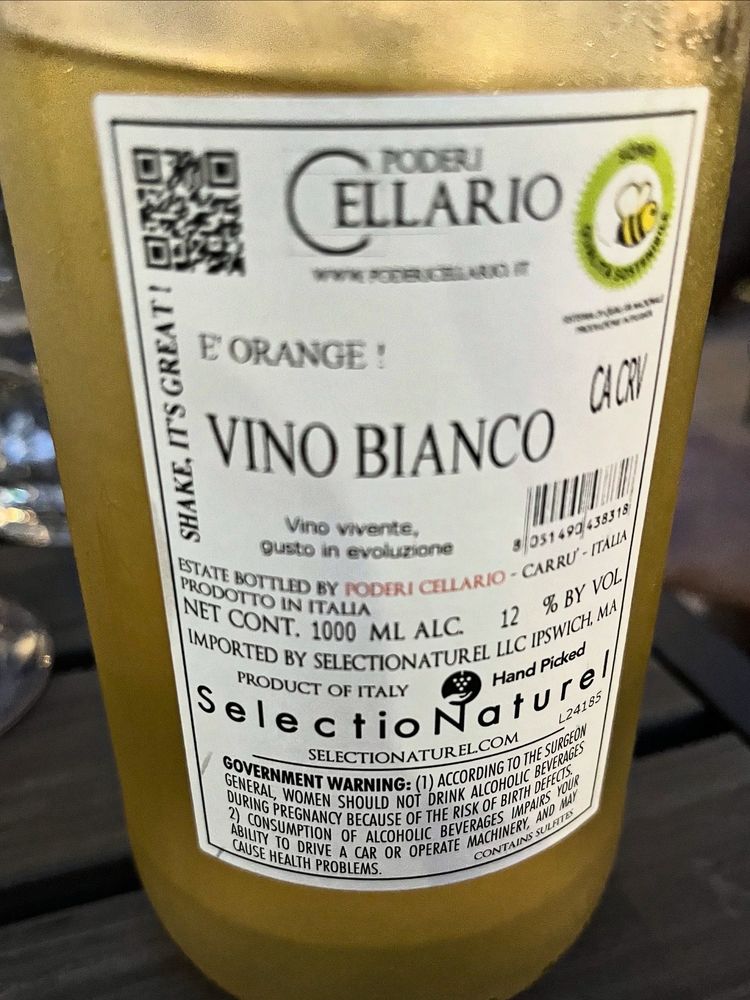 PODERI
CELLARIO
WWW.PODERICELLARIO.IT
SHAKE, IT'S GREAT!
E' ORANGE !
CA CRV
VINO BIANCO
Vino vivente,
gusto in evoluzione
8 051490 438318
ESTATE BOTTLED BY PODERI CELLARIO - CARRU' - ITALIA
PRODOTTO IN ITALIA
NET CONT. 1000 ML ALC. 12 % BY VOL
IMPORTED BY SELECTIONATUREL LLC IPSWICH, MA
PRODUCT OF ITALY
Hand Picked
SelectioNaturel
L24185
SELECTIONATUREL.COM
GOVERNMENT WARNING: (1) ACCORDING TO THE SURGEON
GENERAL, WOMEN SHOULD NOT DRINK ALCOHOLIC BEVERAGES
DURING PREGNANCY BECAUSE OF THE RISK OF BIRTH DEFECTS.
2) CONSUMPTION OF ALCOHOLIC BEVERAGES IMPAIRS YOUR
ABILITY TO DRIVE A CAR OR OPERATE MACHINERY, AND MAY
CAUSE HEALTH PROBLEMS.
CONTAINS SULFITES